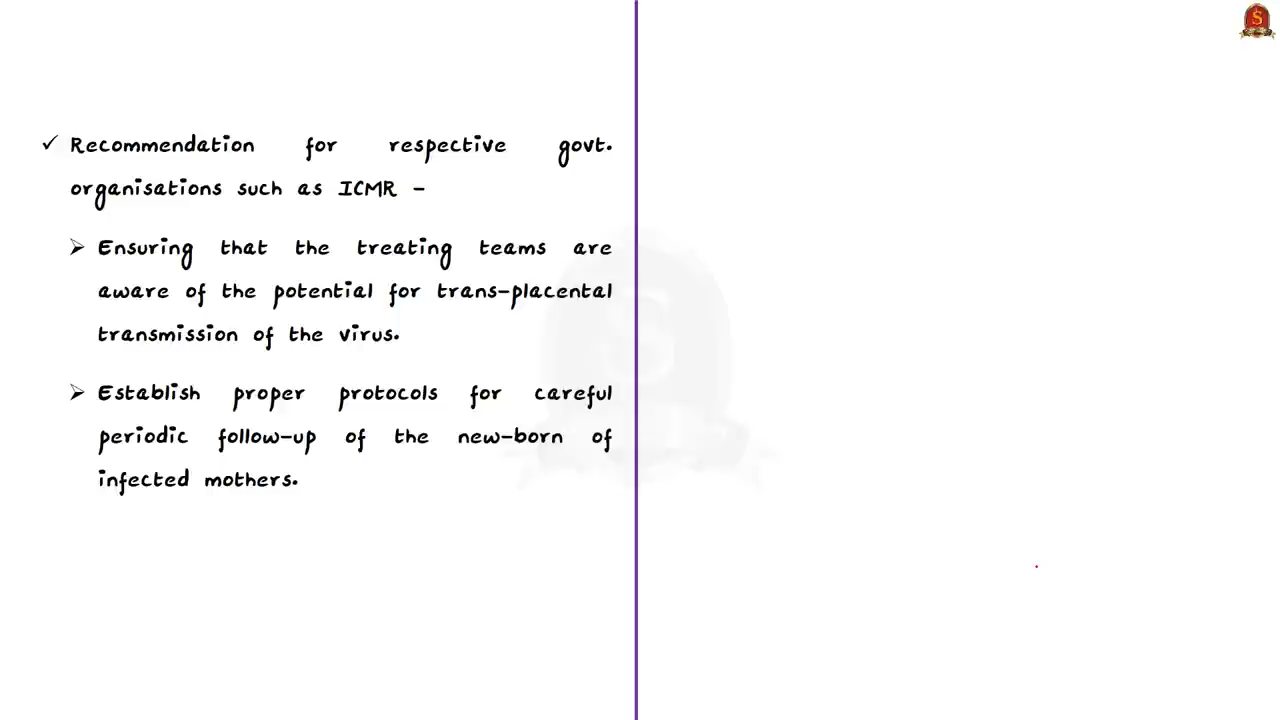 ✓ Recommendation for respective govt.
organisations such as ICMR –
➢ Ensuring that the treating teams are
aware of the potential for trans-placental
transmission of the virus.
➢ Establish proper protocols for careful
periodic follow-up of the new-born of
infected mothers.
S
S